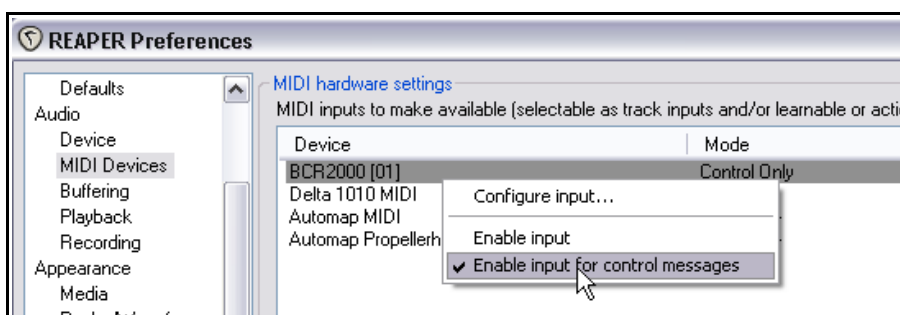 REAPER Preferences
Defaults
Audio
Device
MIDI Devices
Buffering
Playback
Recording
Appearance
Media
MIDI hardware settings
MIDI inputs to make available (selectable as track inputs and/or learnable or acti
Device Mode
BCR2000 [01] Control Only
Delta 1010 MIDI
Automap MIDI
Automap Propellerh
Configure input...
Enable input
Enable input for control messages